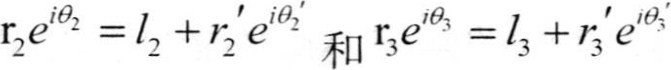 r₂e^{iθ₂} = l₂ + r₂′e^{iθ₂′} 和 r₃e^{iθ₃} = l₃ + r₃′e^{iθ₃′}